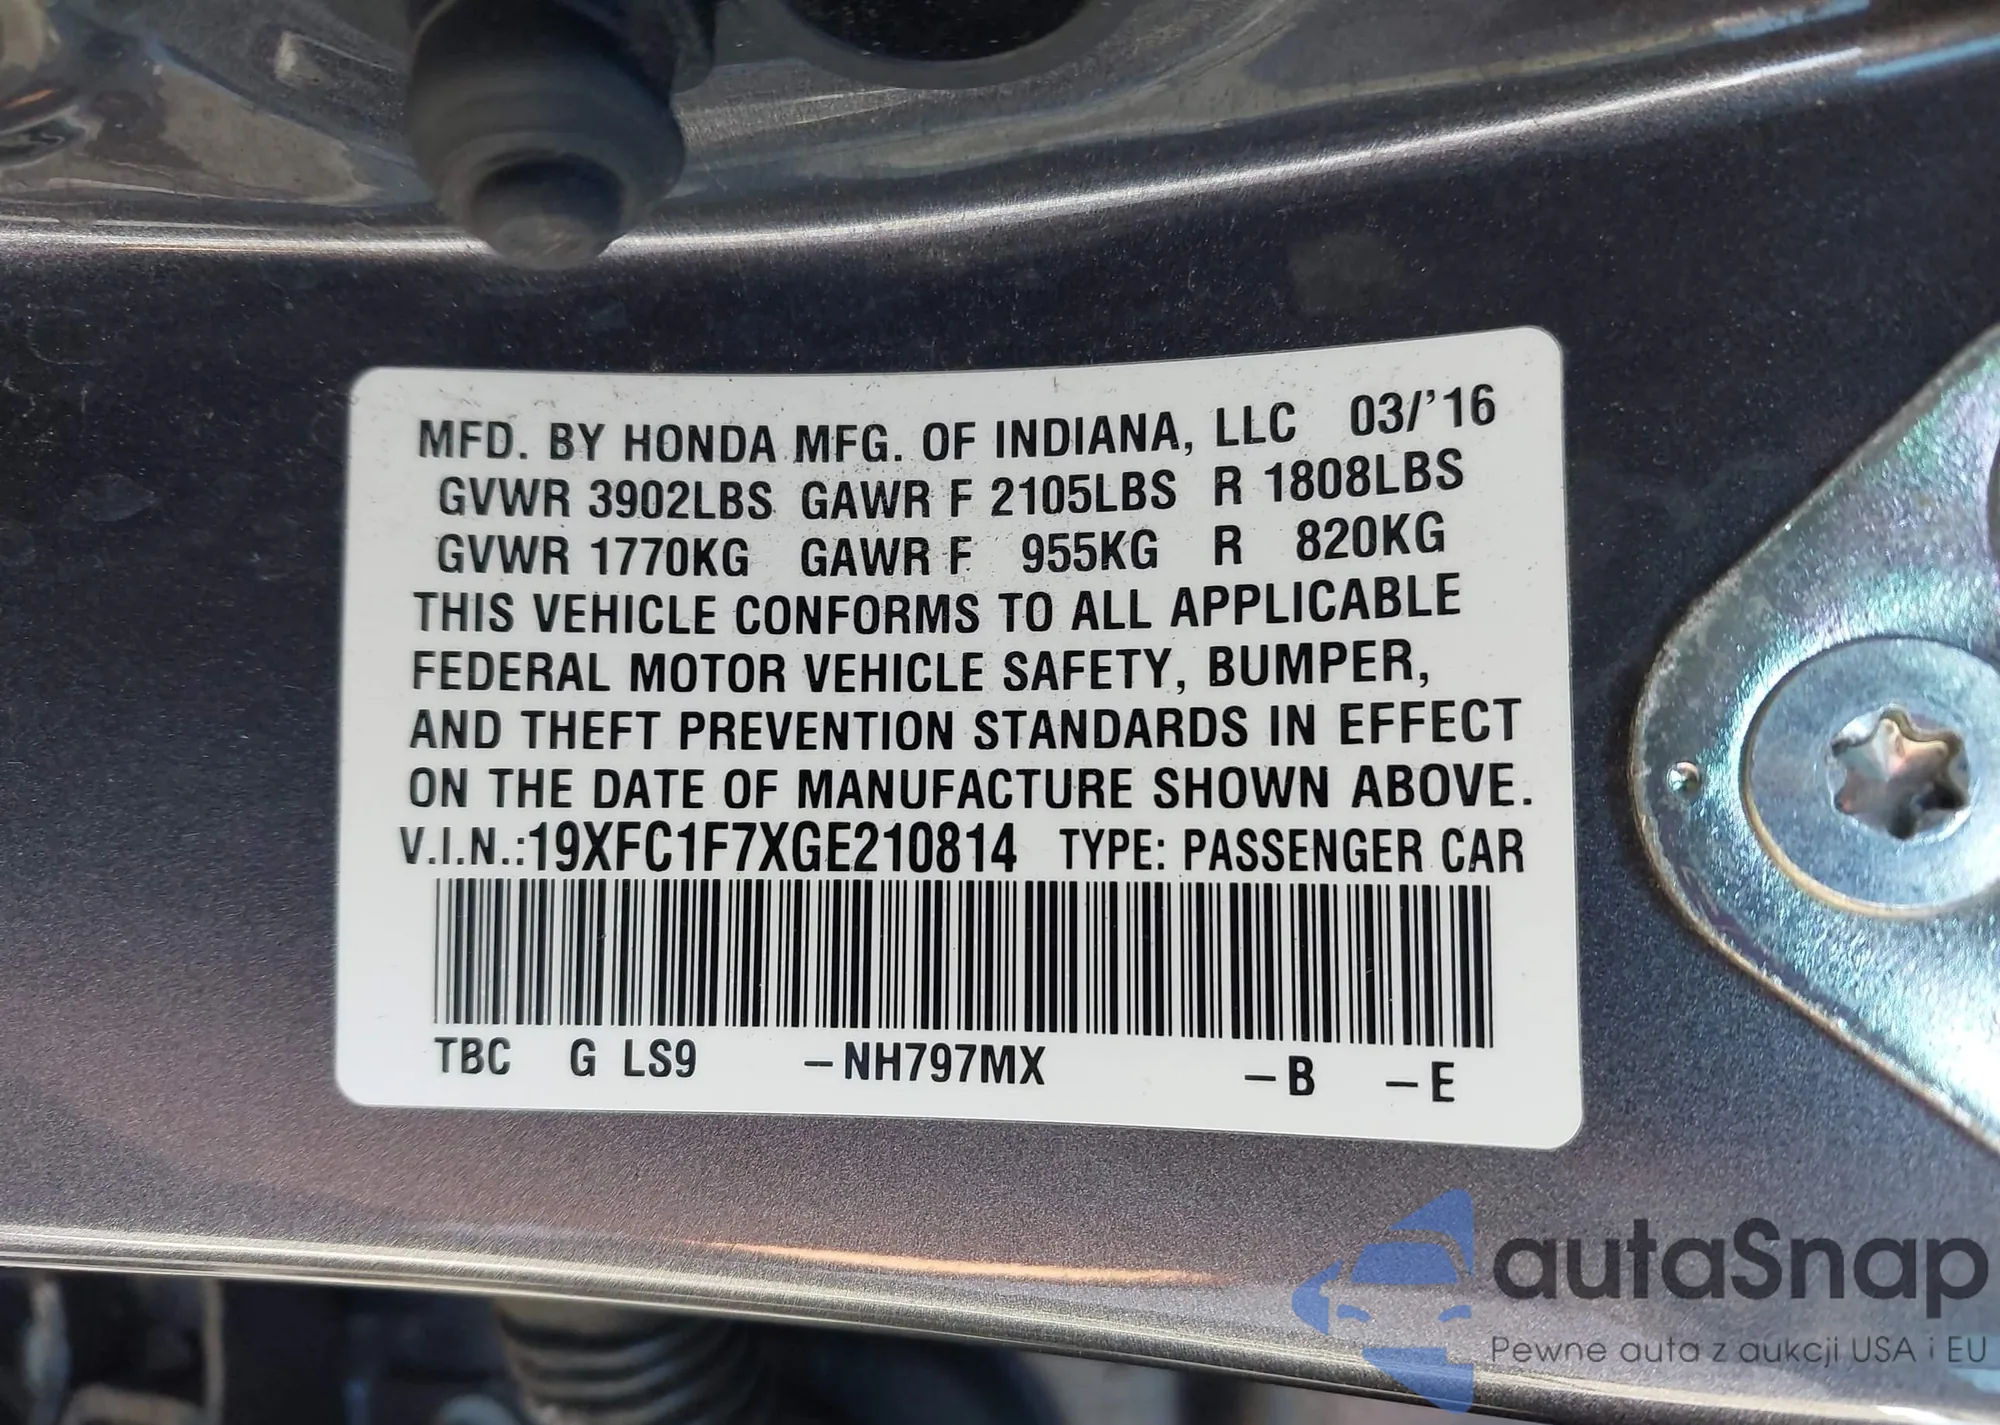 MFD. BY HONDA MFG. OF INDIANA, LLC 03/'16
GVWR 3902LBS GAWR F 2105LBS R 1808LBS
GVWR 1770KG GAWR F 955KG R 820KG
THIS VEHICLE CONFORMS TO ALL APPLICABLE
FEDERAL MOTOR VEHICLE SAFETY, BUMPER,
AND THEFT PREVENTION STANDARDS IN EFFECT
ON THE DATE OF MANUFACTURE SHOWN ABOVE.
V.I.N.:19XFC1F7XGE210814 TYPE: PASSENGER CAR
TBC G LS9 –NH797MX –B –E
autaSnap
Pewne auta z aukcji USA i EU